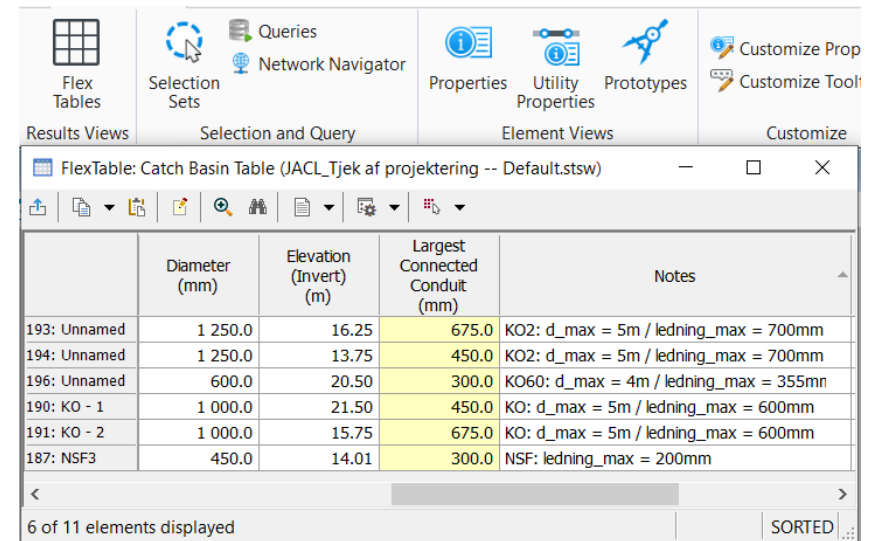 Flex
Tables
Selection
Sets
Queries
Network Navigator
Properties
Utility
Properties
Prototypes
Customize Prop
Customize Toolt
Results Views
Selection and Query
Element Views
Customize
FlexTable: Catch Basin Table (JACL_Tjek af projektering -- Default.stsw)
Diameter
(mm)
Elevation
(Invert)
(m)
Largest
Connected
Conduit
(mm)
Notes
193: Unnamed 1 250.0 16.25 675.0 KO2: d_max = 5m / ledning_max = 700mm
194: Unnamed 1 250.0 13.75 450.0 KO2: d_max = 5m / ledning_max = 700mm
196: Unnamed 600.0 20.50 300.0 KO60: d_max = 4m / ledning_max = 355mn
190: KO - 1 1 000.0 21.50 450.0 KO: d_max = 5m / ledning_max = 600mm
191: KO - 2 1 000.0 15.75 675.0 KO: d_max = 5m / ledning_max = 600mm
187: NSF3 450.0 14.01 300.0 NSF: ledning_max = 200mm
6 of 11 elements displayed SORTED